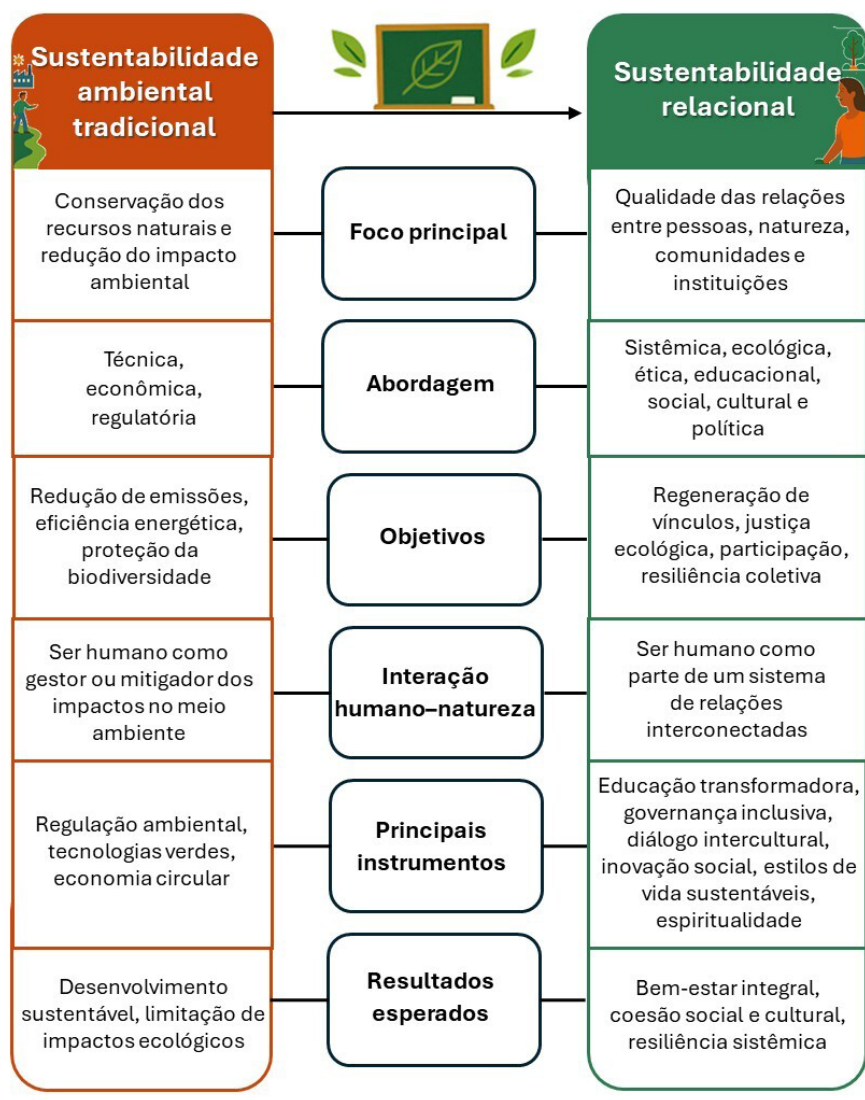 Sustentabilidade
ambiental
tradicional
Sustentabilidade
relacional
Conservação dos
recursos naturais e
redução do impacto
ambiental
Foco principal
Qualidade das relações
entre pessoas, natureza,
comunidades e
instituições
Técnica,
econômica,
regulatória
Abordagem
Sistêmica, ecológica,
ética, educacional,
social, cultural e
política
Redução de emissões,
eficiência energética,
proteção da
biodiversidade
Objetivos
Regeneração de
vínculos, justiça
ecológica, participação,
resiliência coletiva
Ser humano como
gestor ou mitigador dos
impactos no meio
ambiente
Interação
humano–natureza
Ser humano como
parte de um sistema
de relações
interconectadas
Regulação ambiental,
tecnologias verdes,
economia circular
Principais
instrumentos
Educação transformadora,
governança inclusiva,
diálogo intercultural,
inovação social, estilos de
vida sustentáveis,
espiritualidade
Desenvolvimento
sustentável, limitação de
impactos ecológicos
Resultados
esperados
Bem-estar integral,
coesão social e cultural,
resiliência sistêmica